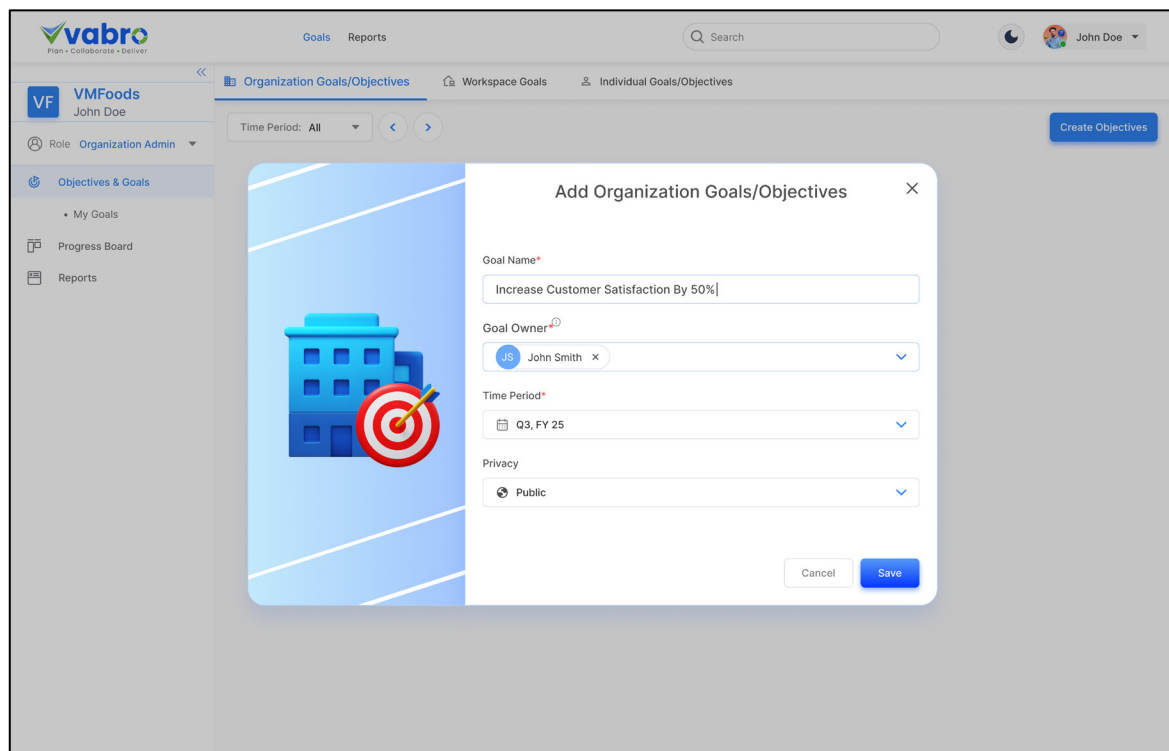 vabro
Plan • Collaborate • Deliver
Goals Reports
Search
John Doe
VF
VMFoods
John Doe
Role Organization Admin
Objectives & Goals
• My Goals
Progress Board
Reports
Organization Goals/Objectives Workspace Goals Individual Goals/Objectives
Time Period: All
Create Objectives
Add Organization Goals/Objectives
Goal Name*
Increase Customer Satisfaction By 50%
Goal Owner*
JS John Smith ×
Time Period*
Q3, FY 25
Privacy
Public
Cancel Save